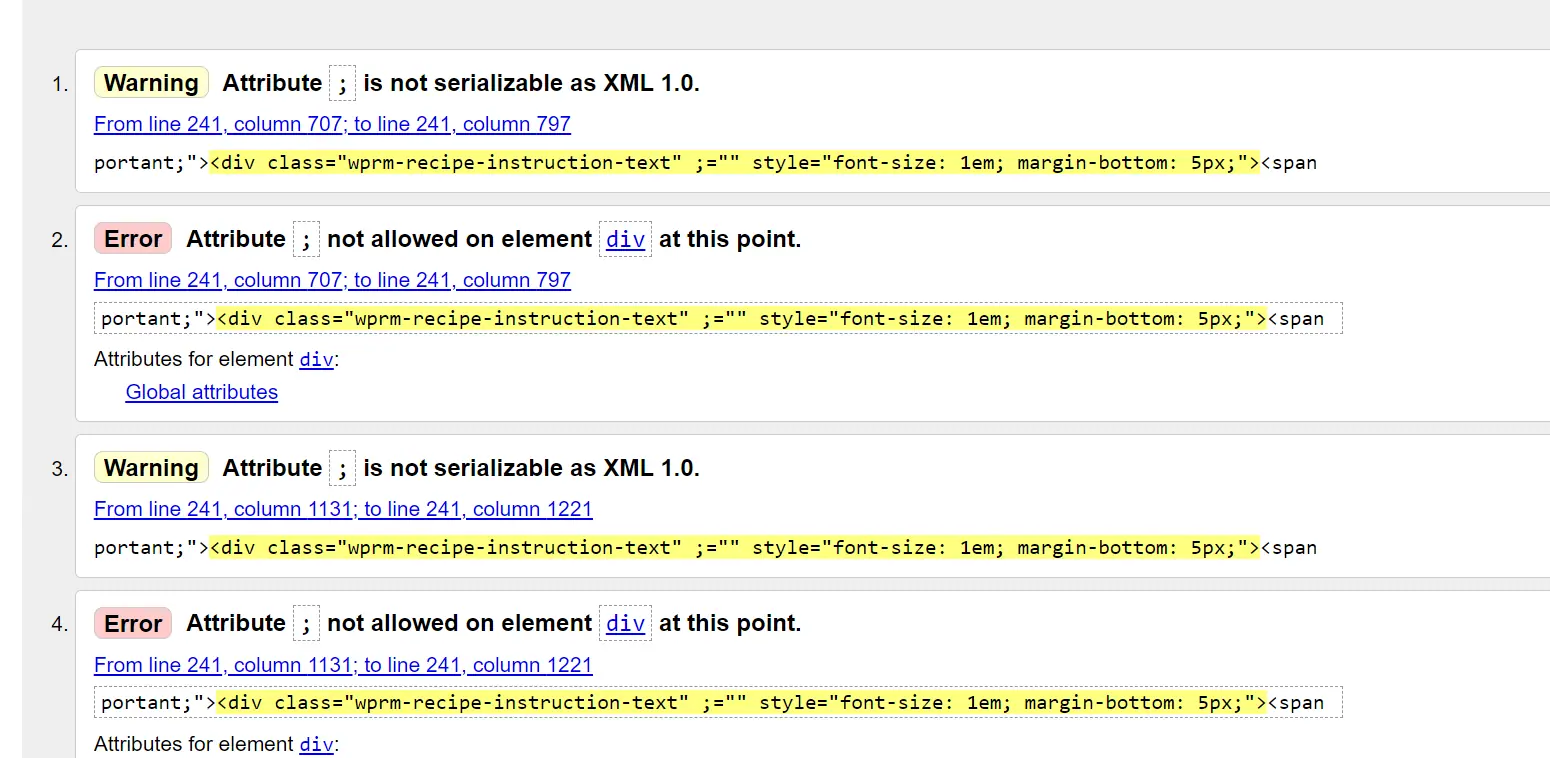 1. Warning Attribute ; is not serializable as XML 1.0.
From line 241, column 707; to line 241, column 797
portant;"><div class="wprm-recipe-instruction-text" ;="" style="font-size: 1em; margin-bottom: 5px;"><span
2. Error Attribute ; not allowed on element div at this point.
From line 241, column 707; to line 241, column 797
portant;"><div class="wprm-recipe-instruction-text" ;="" style="font-size: 1em; margin-bottom: 5px;"><span
Attributes for element div:
Global attributes
3. Warning Attribute ; is not serializable as XML 1.0.
From line 241, column 1131; to line 241, column 1221
portant;"><div class="wprm-recipe-instruction-text" ;="" style="font-size: 1em; margin-bottom: 5px;"><span
4. Error Attribute ; not allowed on element div at this point.
From line 241, column 1131; to line 241, column 1221
portant;"><div class="wprm-recipe-instruction-text" ;="" style="font-size: 1em; margin-bottom: 5px;"><span
Attributes for element div: